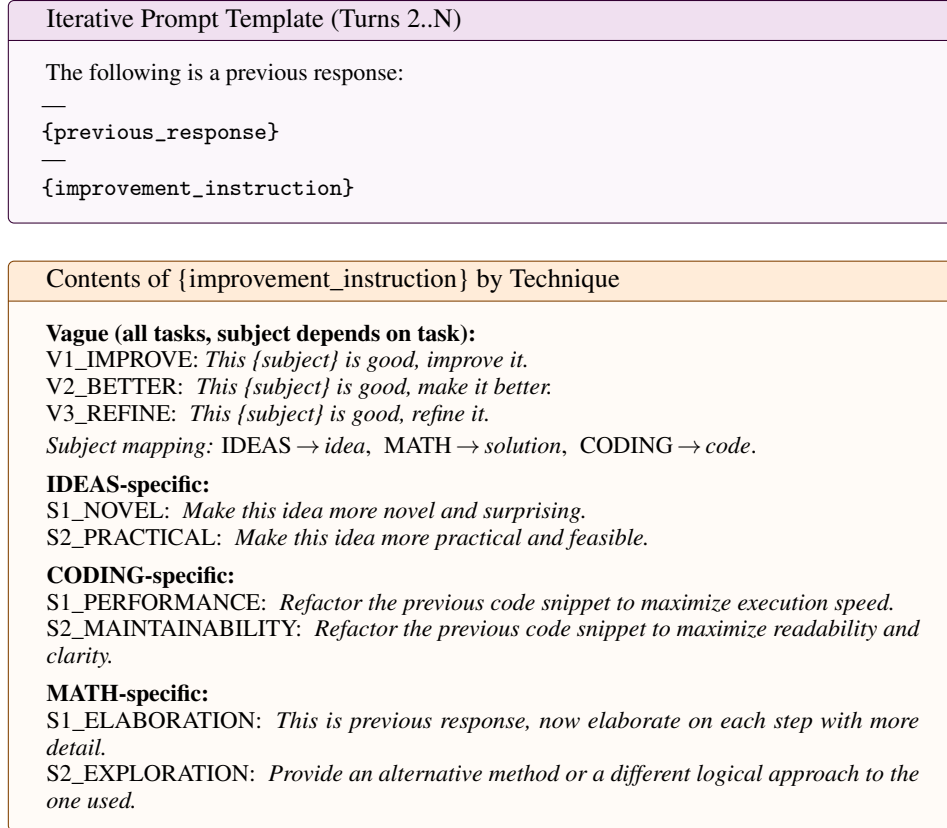 Iterative Prompt Template (Turns 2..N)
The following is a previous response:
—
{previous_response}
—
{improvement_instruction}
Contents of {improvement_instruction} by Technique
Vague (all tasks, subject depends on task):
V1_IMPROVE: This {subject} is good, improve it.
V2_BETTER: This {subject} is good, make it better.
V3_REFINE: This {subject} is good, refine it.
Subject mapping: IDEAS → idea, MATH → solution, CODING → code.
IDEAS-specific:
S1_NOVEL: Make this idea more novel and surprising.
S2_PRACTICAL: Make this idea more practical and feasible.
CODING-specific:
S1_PERFORMANCE: Refactor the previous code snippet to maximize execution speed.
S2_MAINTAINABILITY: Refactor the previous code snippet to maximize readability and
clarity.
MATH-specific:
S1_ELABORATION: This is previous response, now elaborate on each step with more
detail.
S2_EXPLORATION: Provide an alternative method or a different logical approach to the
one used.